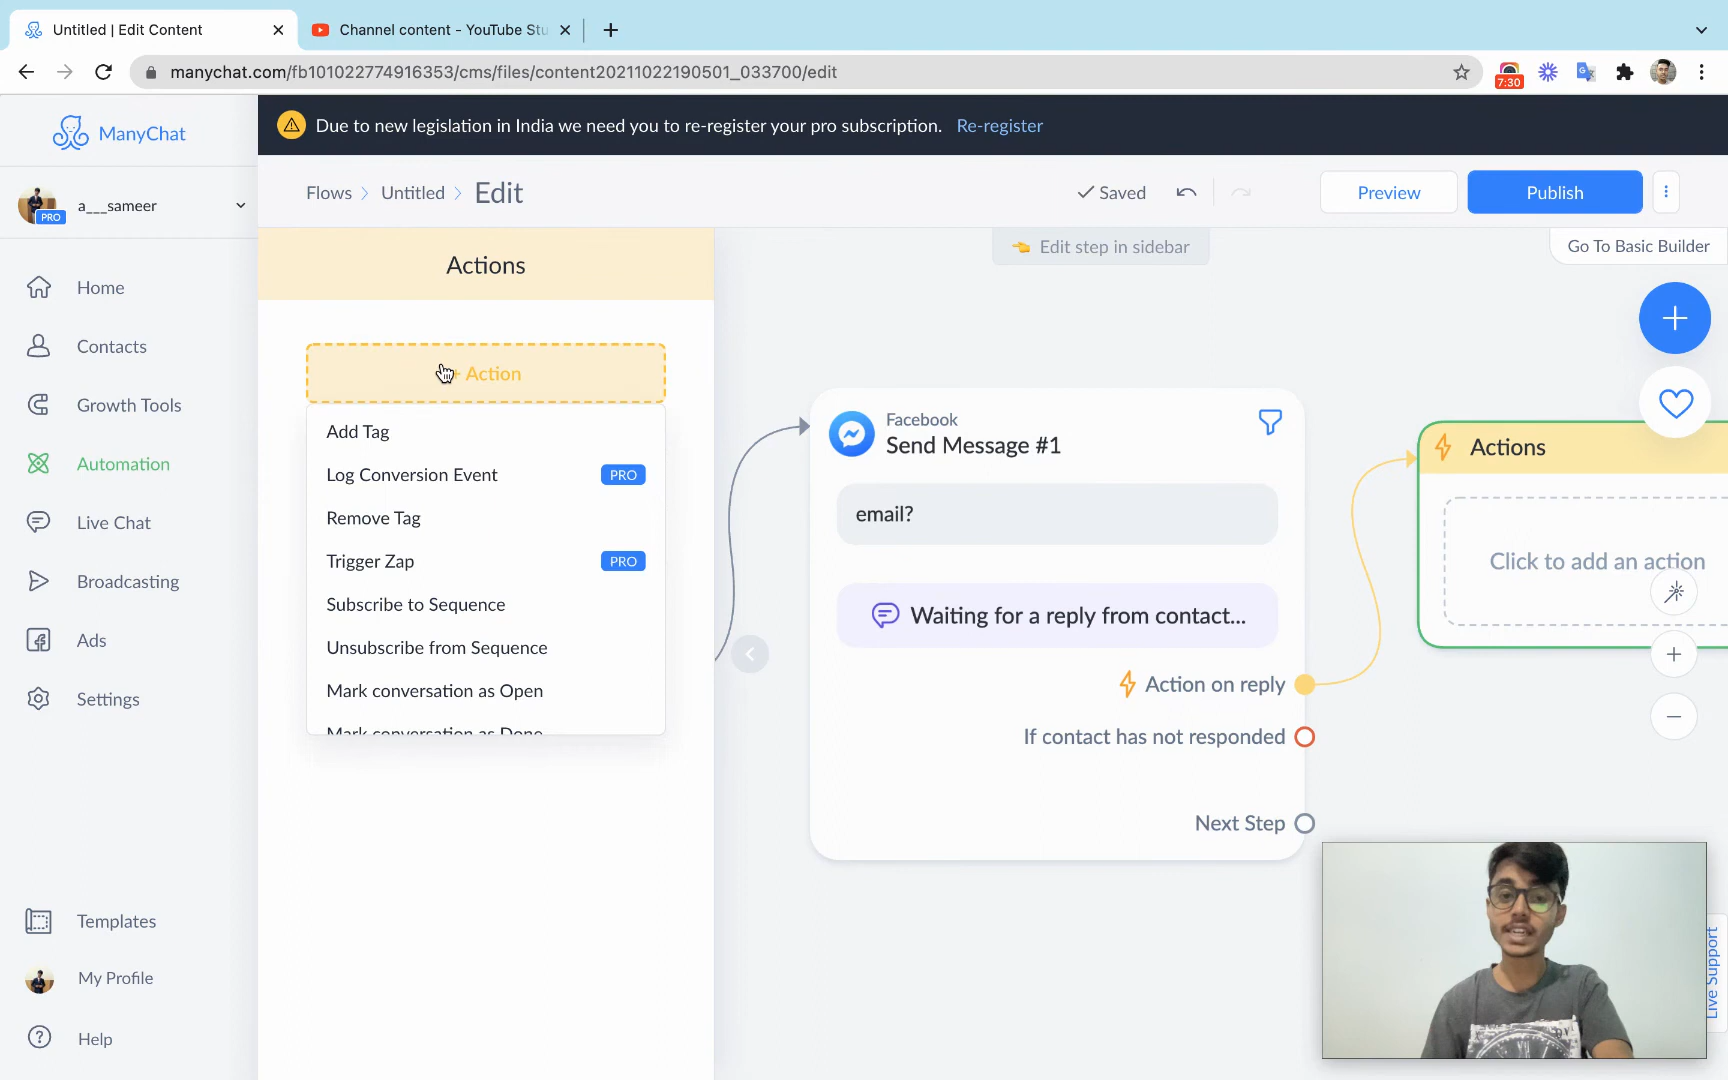 Untitled | Edit Content
Channel content - YouTube Stu
manychat.com/fb101022774916353/cms/files/content20211022190501_033700/edit
7:30
ManyChat
Due to new legislation in India we need you to re-register your pro subscription. Re-register
PRO
a___sameer
Flows > Untitled > Edit
Saved
Preview
Publish
Home
Contacts
Growth Tools
Automation
Live Chat
Broadcasting
Ads
Settings
Templates
My Profile
Help
Actions
+ Action
Add Tag
Log Conversion Event PRO
Remove Tag
Trigger Zap PRO
Subscribe to Sequence
Unsubscribe from Sequence
Mark conversation as Open
Mark conversation as Done
Edit step in sidebar
Go To Basic Builder
Facebook
Send Message #1
email?
Waiting for a reply from contact...
Action on reply
If contact has not responded
Next Step
Actions
Click to add an action
Live Support